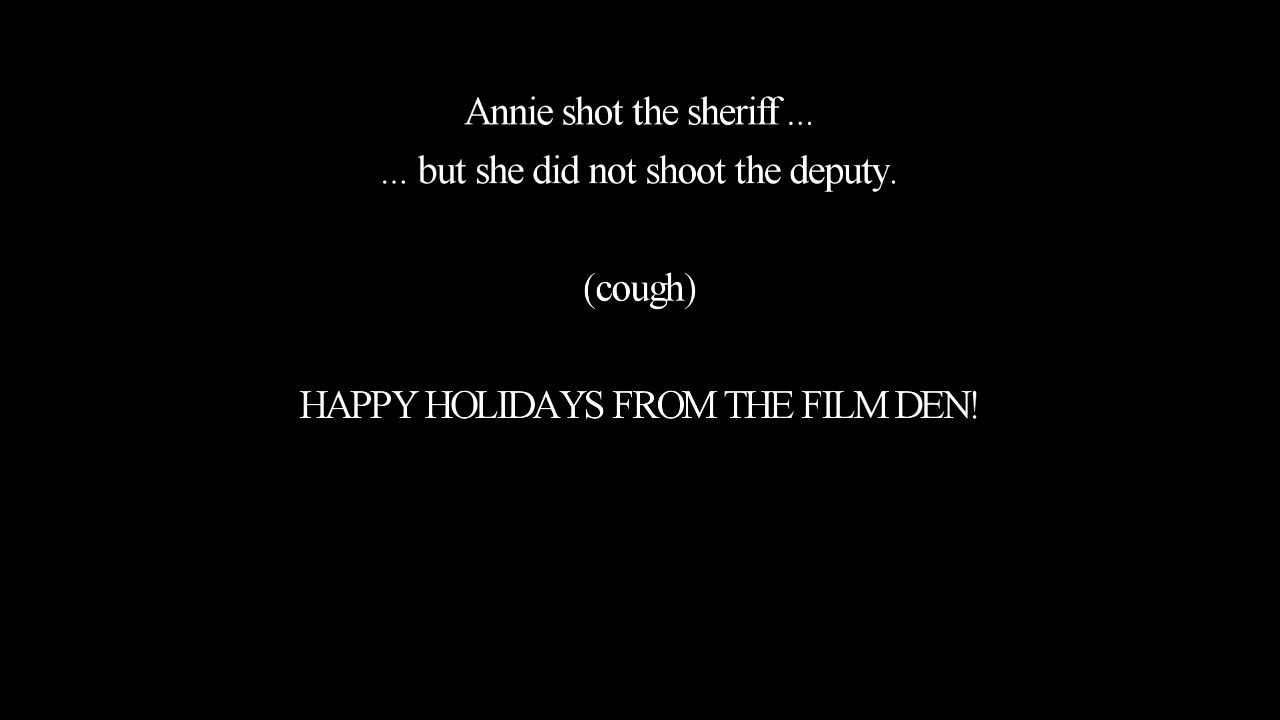 Annie shot the sheriff ...
... but she did not shoot the deputy.
(cough)
HAPPY HOLIDAYS FROM THE FILM DEN!